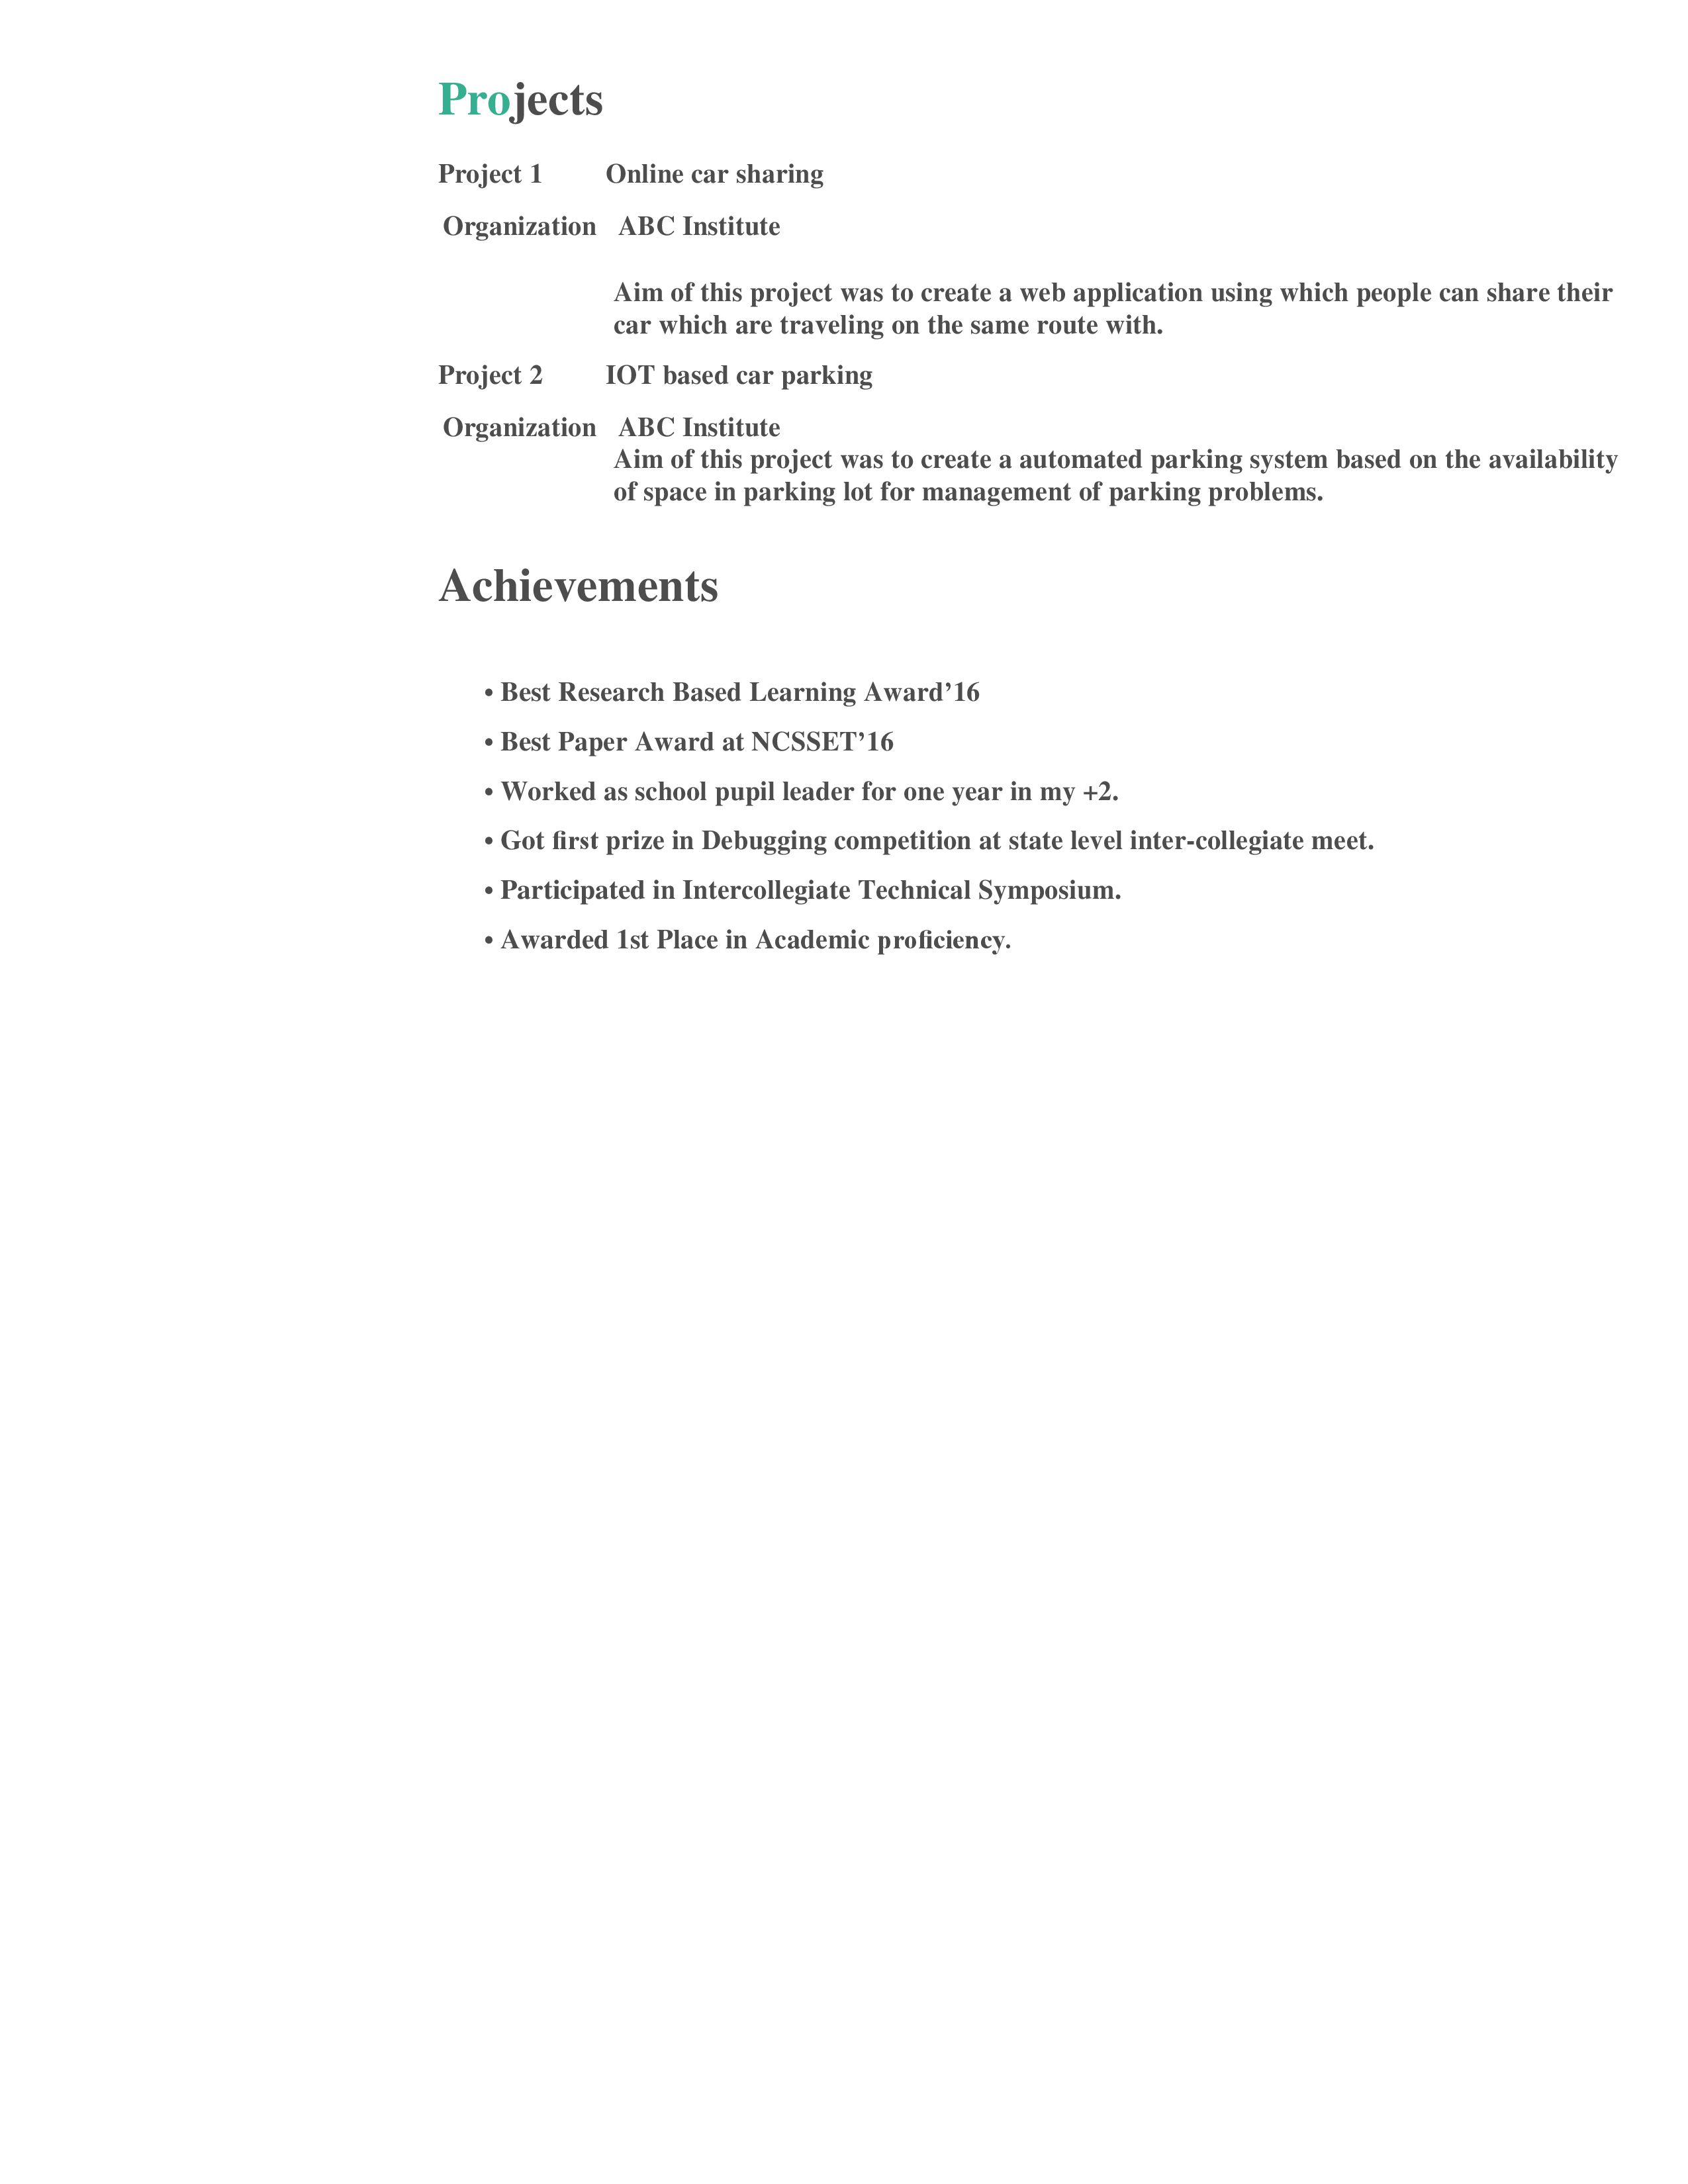 Projects
Project 1 Online car sharing
Organization ABC Institute
Aim of this project was to create a web application using which people can share their
car which are traveling on the same route with.
Project 2 IOT based car parking
Organization ABC Institute
Aim of this project was to create a automated parking system based on the availability
of space in parking lot for management of parking problems.
Achievements
• Best Research Based Learning Award’16
• Best Paper Award at NCSSET’16
• Worked as school pupil leader for one year in my +2.
• Got first prize in Debugging competition at state level inter-collegiate meet.
• Participated in Intercollegiate Technical Symposium.
• Awarded 1st Place in Academic proficiency.